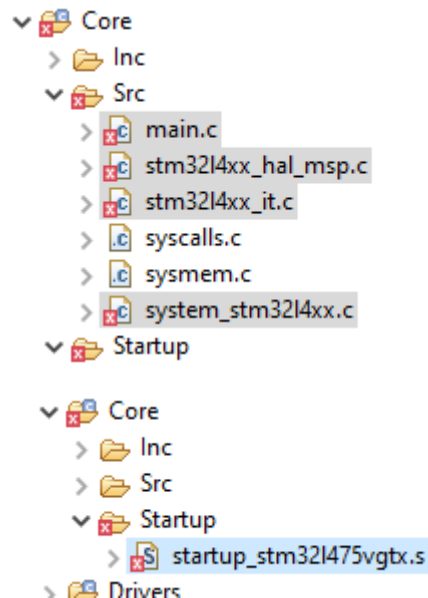 Core
Inc
Src
main.c
stm32l4xx_hal_msp.c
stm32l4xx_it.c
syscalls.c
sysmem.c
system_stm32l4xx.c
Startup
Core
Inc
Src
Startup
startup_stm32l475vgtx.s
Drivers